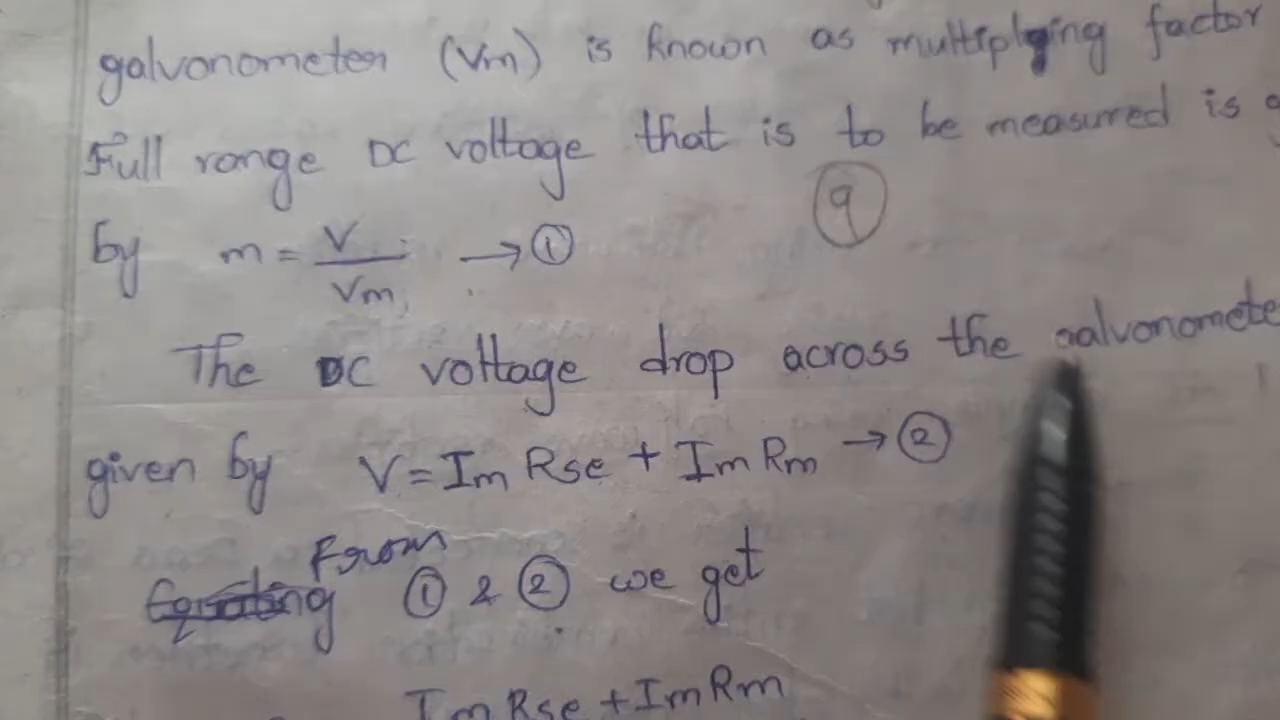 galvonometer (Vm) is known as multiplying factor
Full range DC voltage that is to be measured is
9
by m = V / Vm → ①
The DC voltage drop across the galvonomete
given by V = Im Rse + Im Rm → ②
From ① & ② we get
Im Rse + Im Rm